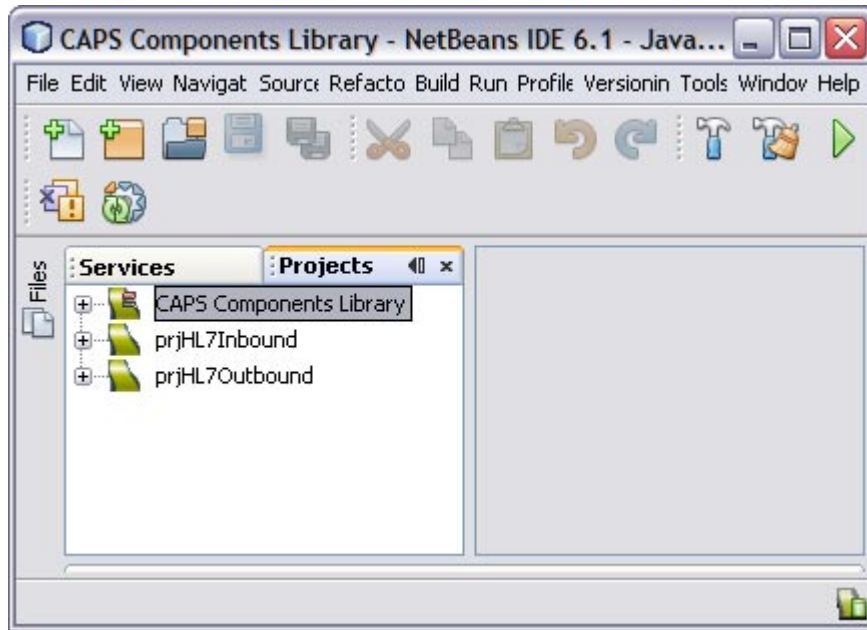 CAPS Components Library - NetBeans IDE 6.1 - Java...
File Edit View Navigat Source Refacto Build Run Profile Versionin Tools Window Help
Files
Services Projects
CAPS Components Library
prjHL7Inbound
prjHL7Outbound